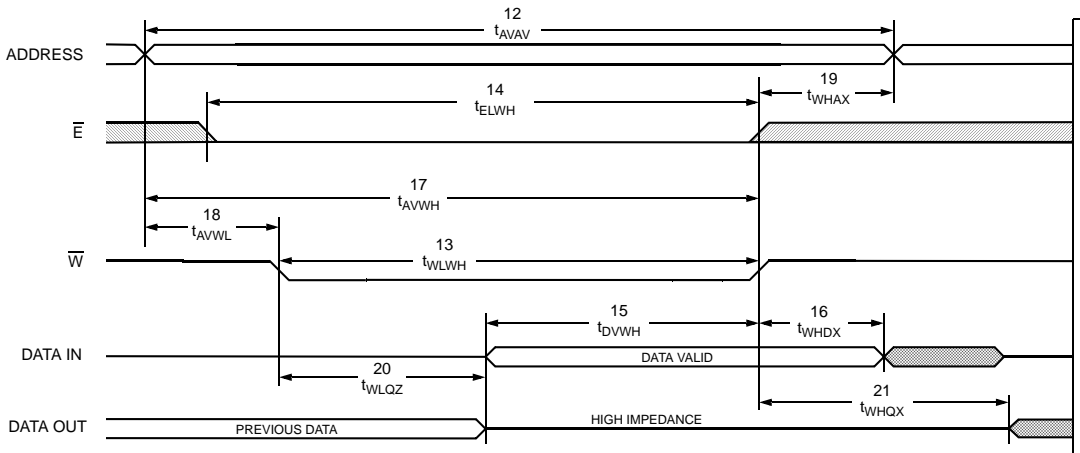 12
tAVAV
ADDRESS
14
tELWH
19
tWHAX
E
17
tAVWH
18
tAVWL
W
13
tWLWH
15
tDVWH
16
tWHDX
DATA IN
DATA VALID
20
tWLQZ
21
tWHQX
DATA OUT
PREVIOUS DATA
HIGH IMPEDANCE